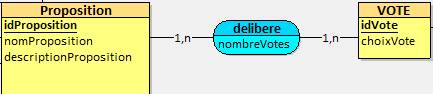 Proposition
idProposition
nomProposition
descriptionProposition
1,n
delibere
nombreVotes
1,n
VOTE
idVote
choixVote